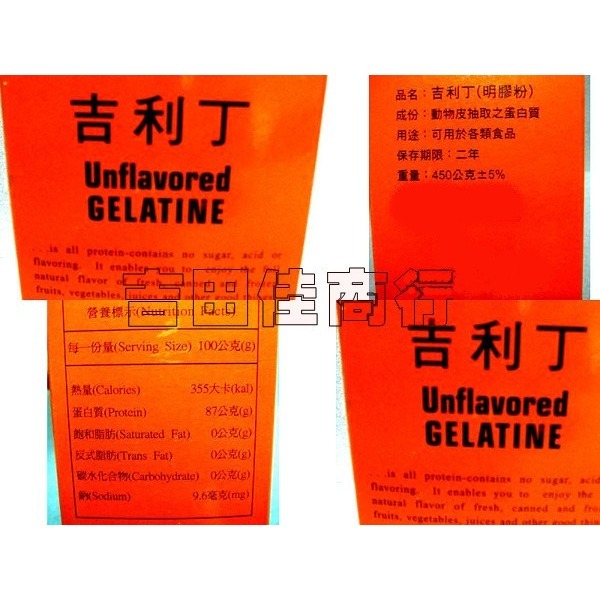 吉利丁
Unflavored
GELATINE
...is all protein-contains no sugar, acid or
flavoring. It enables you to enjoy the
natural flavor of fresh, canned and
fruits, vegetables, juices and other good
品名：吉利丁(明膠粉)
成份：動物皮抽取之蛋白質
用途：可用於各類食品
保存期限：二年
重量：450公克±5%
吉田佳商行
營養標示(Nutrition Facts)
每一份量(Serving Size) 100公克(g)
熱量(Calories) 355大卡(kal)
蛋白質(Protein) 87公克(g)
飽和脂肪(Saturated Fat) 0公克(g)
反式脂肪(Trans Fat) 0公克(g)
碳水化合物(Carbohydrate) 0公克(g)
鈉(Sodium) 9.6毫克(mg)
吉利丁
Unflavored
GELATINE
...is all protein-contains no sugar, acid
flavoring. It enables you to enjoy the
natural flavor of fresh, canned and
fruits, vegetables, juices and other good